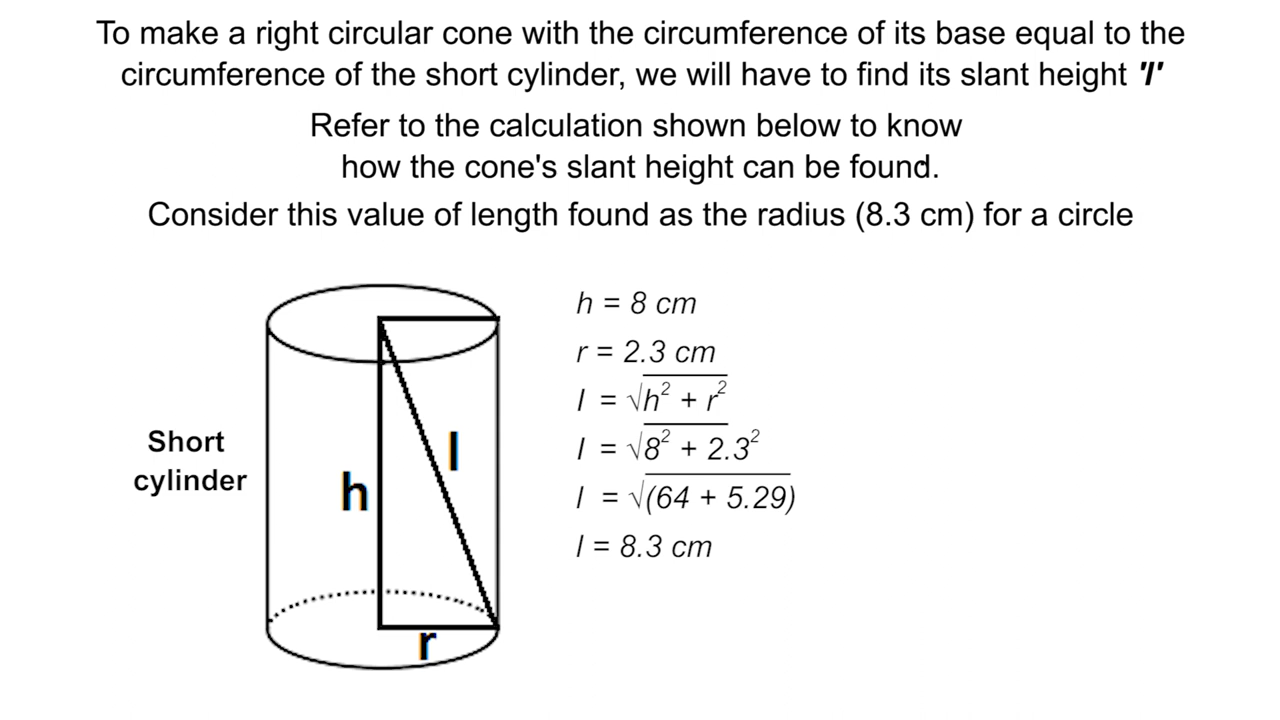 To make a right circular cone with the circumference of its base equal to the
circumference of the short cylinder, we will have to find its slant height 'l'
Refer to the calculation shown below to know
how the cone's slant height can be found.
Consider this value of length found as the radius (8.3 cm) for a circle
h = 8 cm
r = 2.3 cm
l = √h² + r²
l = √8² + 2.3²
l = √(64 + 5.29)
l = 8.3 cm
Short
cylinder
h
l
r